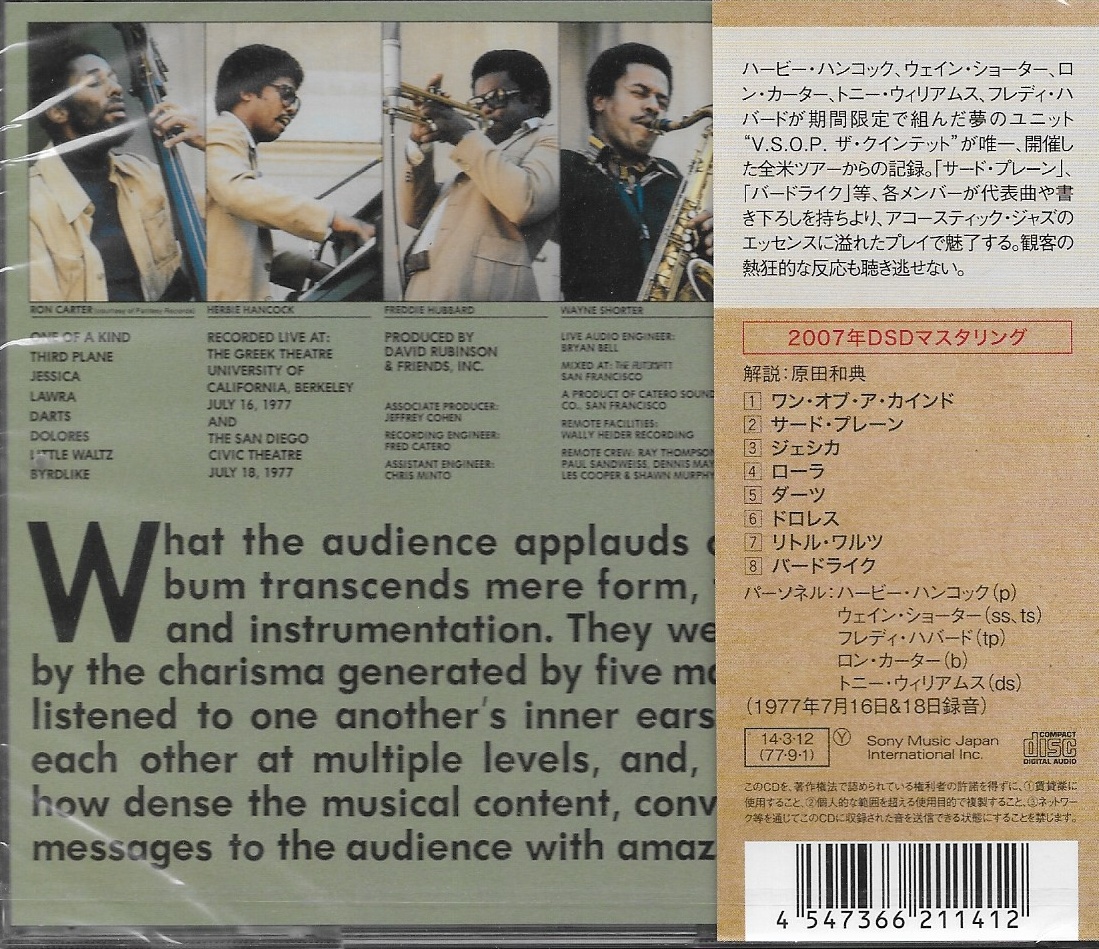 RON CARTER (courtesy of Fantasy Records)
HERBIE HANCOCK
FREDDIE HUBBARD
WAYNE SHORTER
ONE OF A KIND
THIRD PLANE
JESSICA
LAWRA
DARTS
DOLORES
LITTLE WALTZ
BYRDLIKE
RECORDED LIVE AT:
THE GREEK THEATRE
UNIVERSITY OF
CALIFORNIA, BERKELEY
JULY 16, 1977
AND
THE SAN DIEGO
CIVIC THEATRE
JULY 18, 1977
PRODUCED BY
DAVID RUBINSON
& FRIENDS, INC.
ASSOCIATE PRODUCER:
JEFFREY COHEN
RECORDING ENGINEER:
FRED CATERO
ASSISTANT ENGINEER:
CHRIS MINTO
LIVE AUDIO ENGINEER:
BRYAN BELL
MIXED AT: THE AUTOMATT
SAN FRANCISCO
A PRODUCT OF CATERO SOUND
CO., SAN FRANCISCO
REMOTE FACILITIES:
WALLY HEIDER RECORDING
REMOTE CREW: RAY THOMPSON
PAUL SANDWEISS, DENNIS MAY
LES COOPER & SHAWN MURPHY
What the audience applauds
bum transcends mere form,
and instrumentation. They we
by the charisma generated by five m
listened to one another's inner ears
each other at multiple levels, and,
how dense the musical content, conv
messages to the audience with amaz
ハービー・ハンコック、ウェイン・ショーター、ロ
ン・カーター、トニー・ウィリアムス、フレディ・ハ
バードが期間限定で組んだ夢のユニット
“V.S.O.P. ザ・クインテット”が唯一、開催し
た全米ツアーからの記録。「サード・プレーン」、
「バードライク」等、各メンバーが代表曲や書
き下ろしを持ちより、アコースティック・ジャズの
エッセンスに溢れたプレイで魅了する。観客の
熱狂的な反応も聴き逃せない。
2007年DSDマスタリング
解説：原田和典
1 ワン・オブ・ア・カインド
2 サード・プレーン
3 ジェシカ
4 ローラ
5 ダーツ
6 ドロレス
7 リトル・ワルツ
8 バードライク
パーソネル：ハービー・ハンコック(p)
ウェイン・ショーター(ss、ts)
フレディ・ハバード(tp)
ロン・カーター(b)
トニー・ウィリアムス(ds)
(1977年7月16日&18日録音)
14・3・12
(77・9・1)
Ⓨ
Sony Music Japan
International Inc.
COMPACT
disc
DIGITAL AUDIO
このCDを、著作権法で認められている権利者の許諾を得ずに、①賃貸業に
使用すること、②個人的な範囲を超える使用目的で複製すること、③ネットワー
ク等を通じてこのCDに収録された音を送信できる状態にすることを禁じます。
4 547366 211412